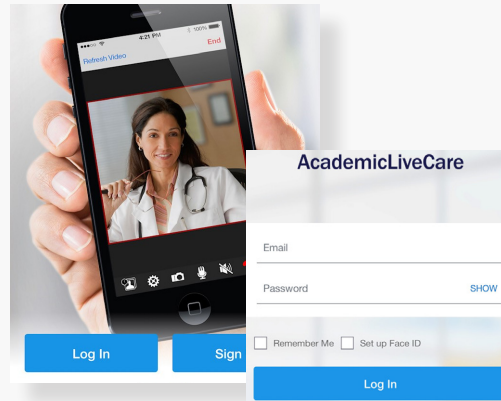 4:21 PM
100%
Refresh Video
End
Log In
Sign
AcademicLiveCare
Email
Password
SHOW
Remember Me
Set up Face ID
Log In